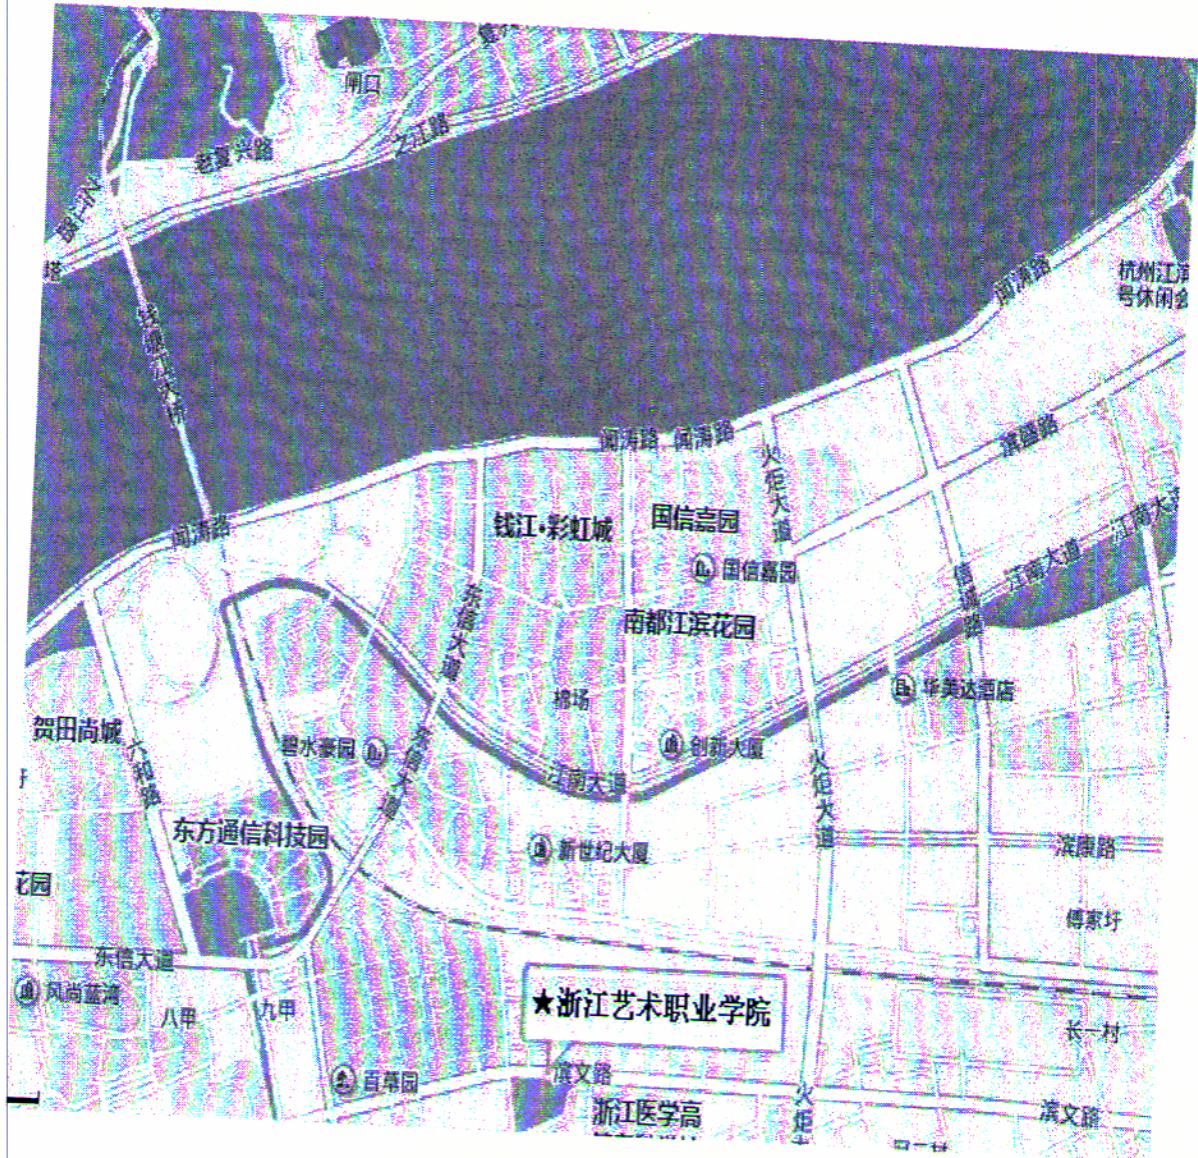 闸口
之江路
老复兴路
之江路
塔
钱塘江大桥
闻涛路
杭州江滨
号休闲会
闻涛路 闻涛路
火炬大道
滨盛路
闻涛路
钱江·彩虹城
国信嘉园
国信嘉园
江南大道
江南大道
信诚路
东信大道
南都江滨花园
棉场
华美达酒店
贺田尚城
六和路
碧水豪园
东信大道
创新大厦
江南大道
火炬大道
东方通信科技园
新世纪大厦
滨康路
花园
傅家圩
东信大道
风尚蓝湾
八甲
九甲
★浙江艺术职业学院
长一村
百草园
滨文路
浙江医学高
火炬大
滨文路